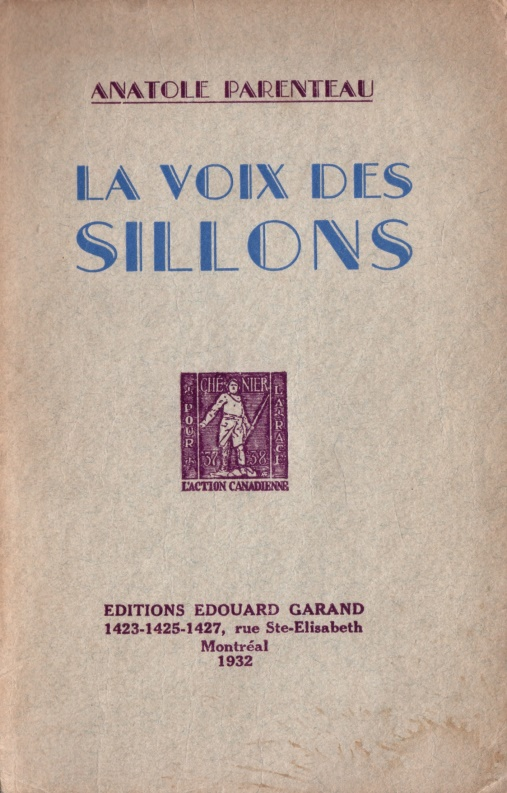 ANATOLE PARENTEAU
LA VOIX DES
SILLONS
CHÉNIER
POUR
LA RACE
37 38
L'ACTION CANADIENNE
EDITIONS EDOUARD GARAND
1423-1425-1427, rue Ste-Elisabeth
Montréal
1932